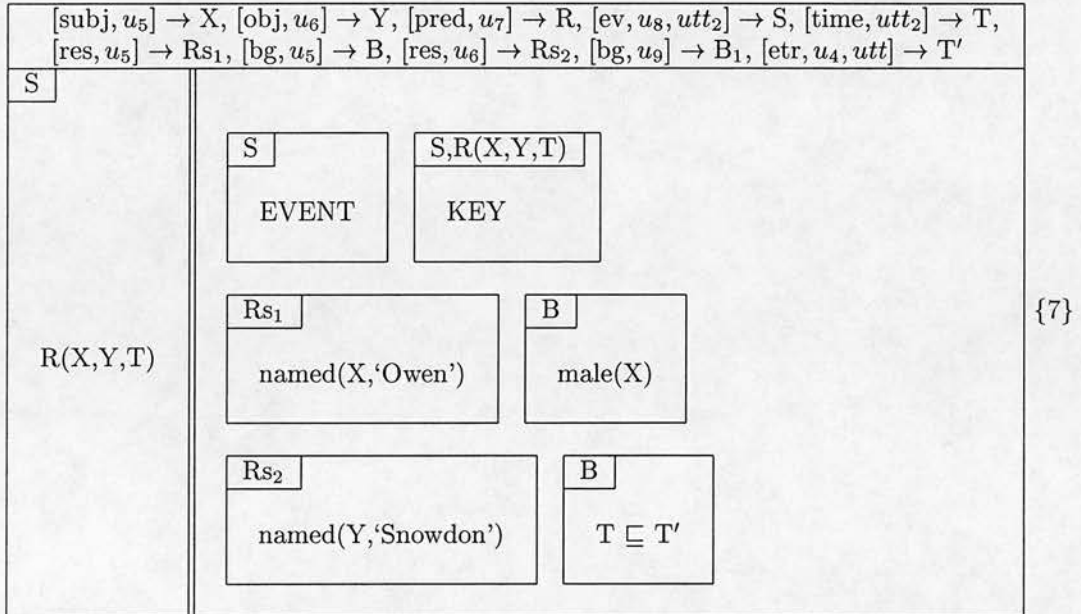 [subj, u₅] → X, [obj, u₆] → Y, [pred, u₇] → R, [ev, u₈, utt₂] → S, [time, utt₂] → T,
[res, u₅] → Rs₁, [bg, u₅] → B, [res, u₆] → Rs₂, [bg, u₉] → B₁, [etr, u₄, utt] → T′
S
S S,R(X,Y,T)
EVENT KEY
Rs₁ B
{7}
R(X,Y,T) named(X,‘Owen’) male(X)
Rs₂ B
named(Y,‘Snowdon’) T ⊑ T′